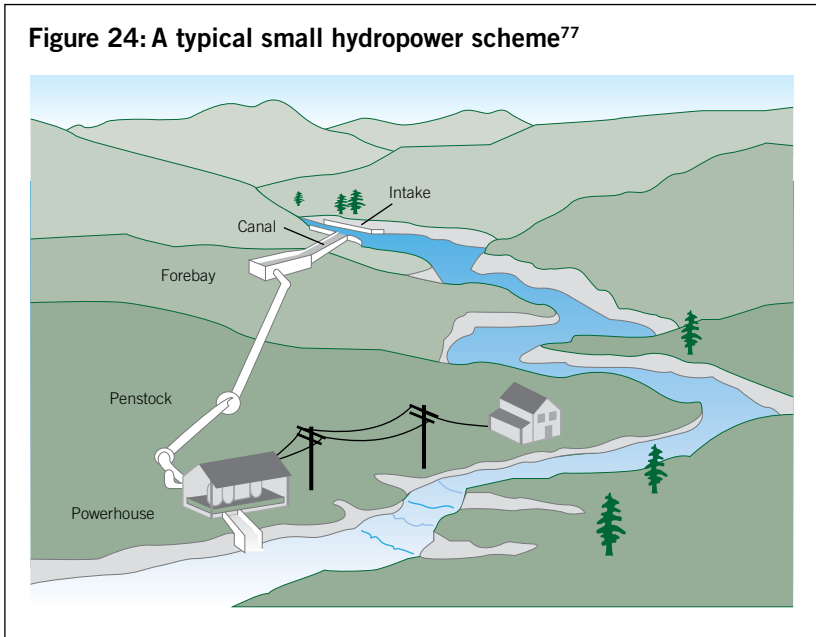 Figure 24: A typical small hydropower scheme77
Intake
Canal
Forebay
Penstock
Powerhouse